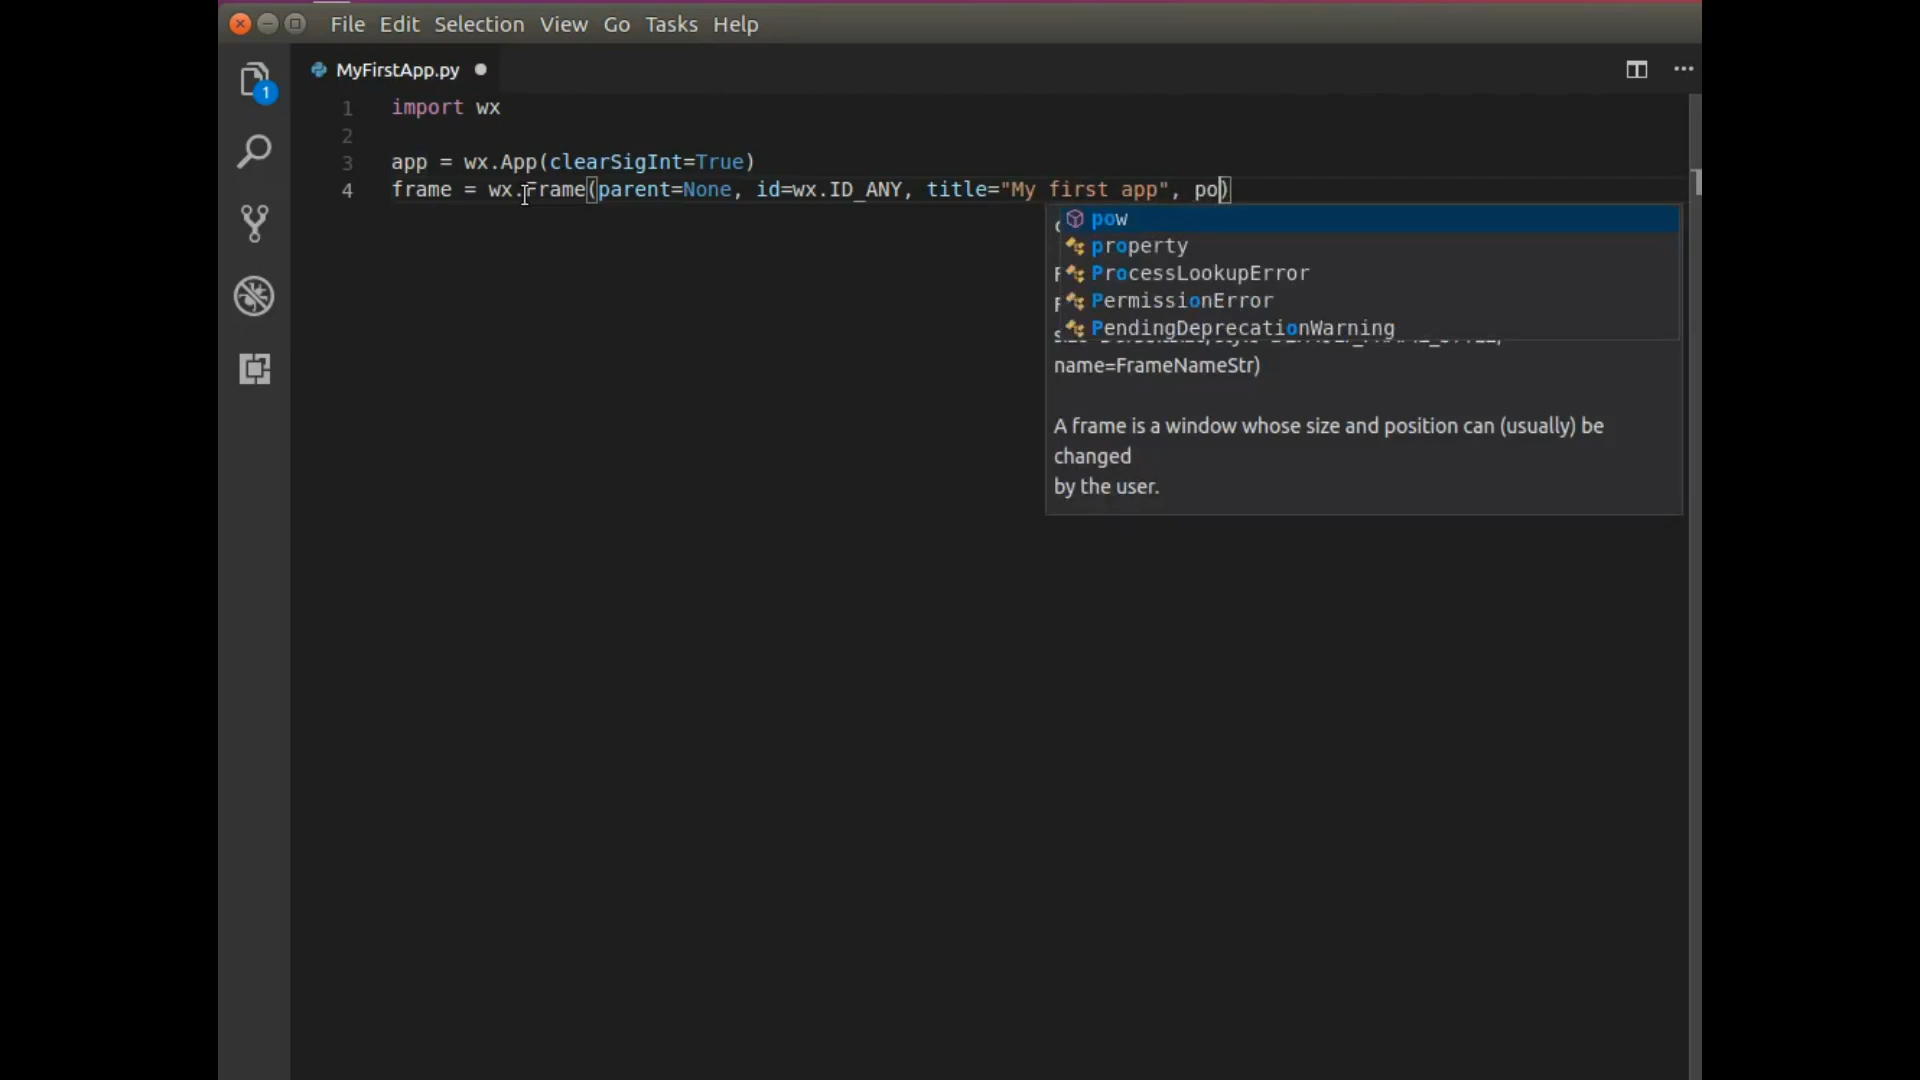 File Edit Selection View Go Tasks Help
MyFirstApp.py
1
1 import wx
2
3 app = wx.App(clearSigInt=True)
4 frame = wx.Frame(parent=None, id=wx.ID_ANY, title="My first app", po)
pow
property
ProcessLookupError
PermissionError
PendingDeprecationWarning
name=FrameNameStr)
A frame is a window whose size and position can (usually) be
changed
by the user.